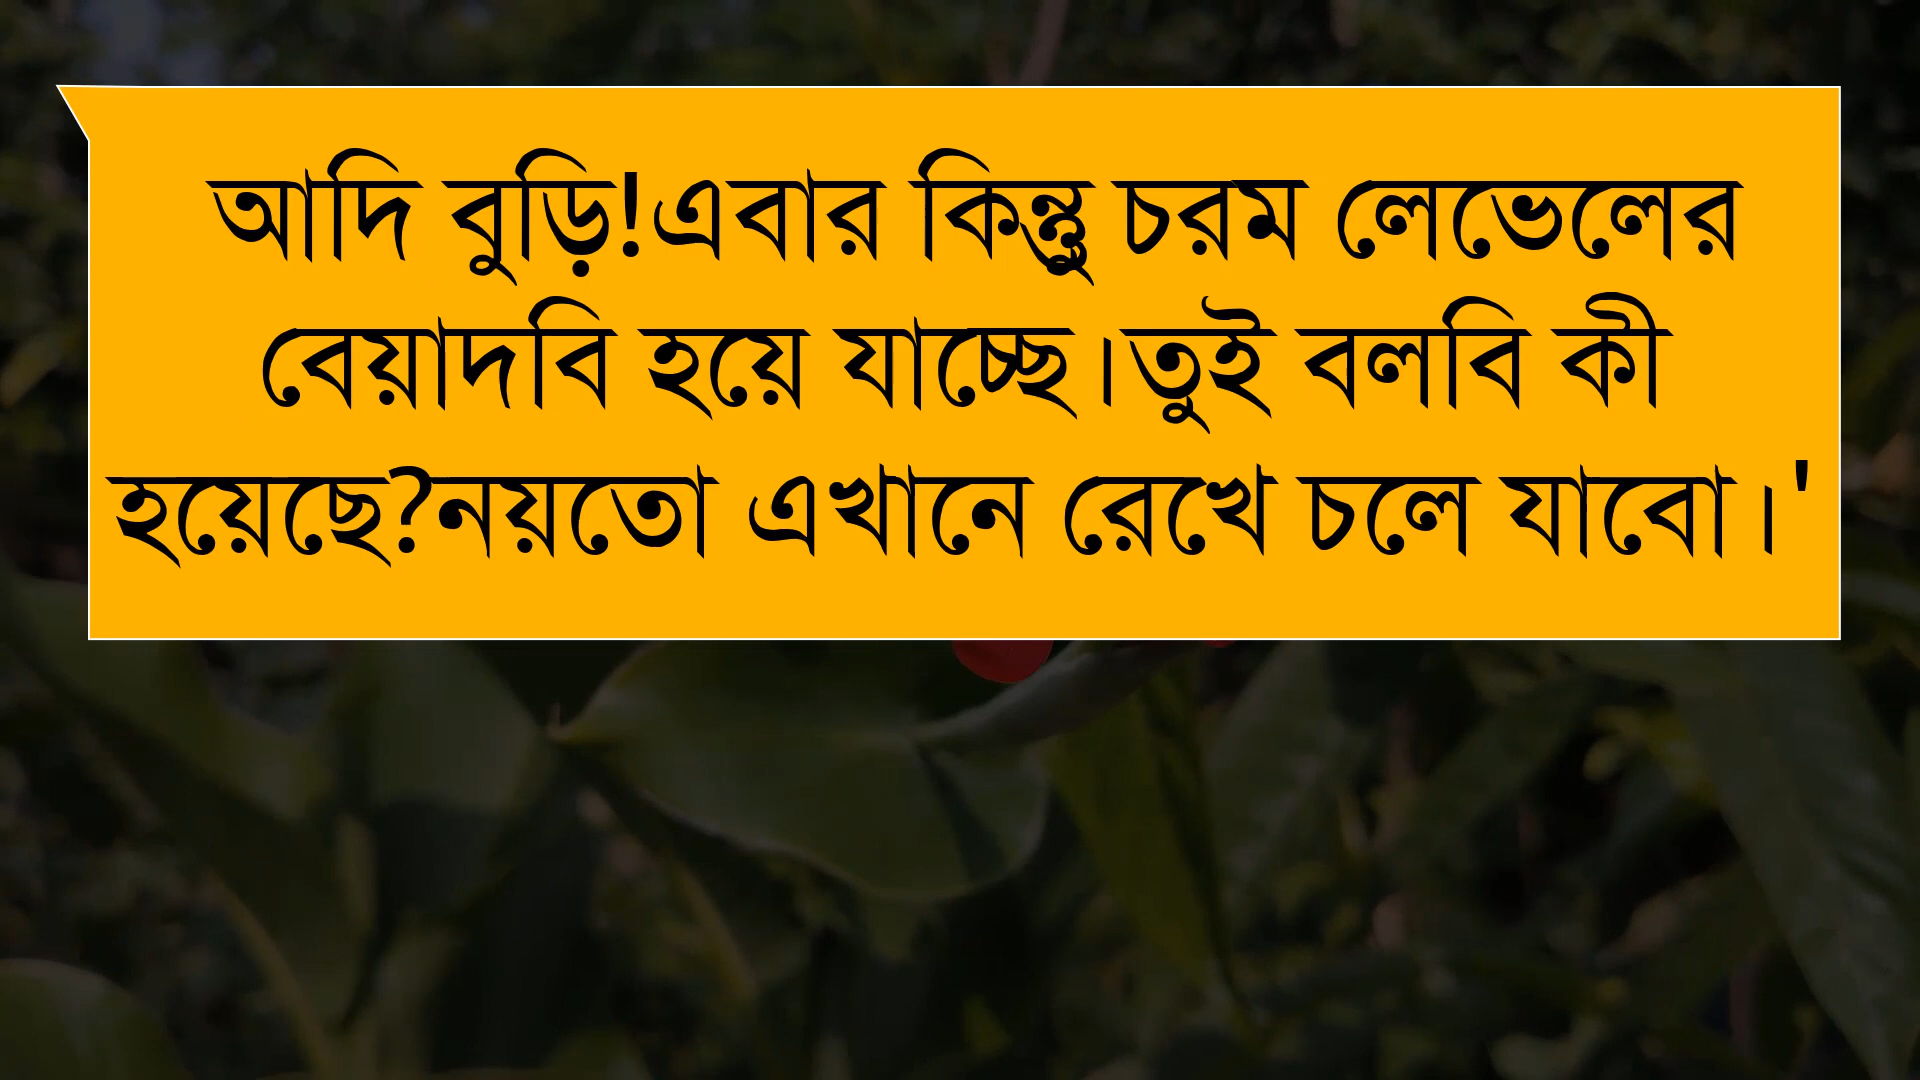 আদি বুড়ি!এবার কিন্তু চরম লেভেলের
বেয়াদবি হয়ে যাচ্ছে।তুই বলবি কী
হয়েছে?নয়তো এখানে রেখে চলে যাবো।'